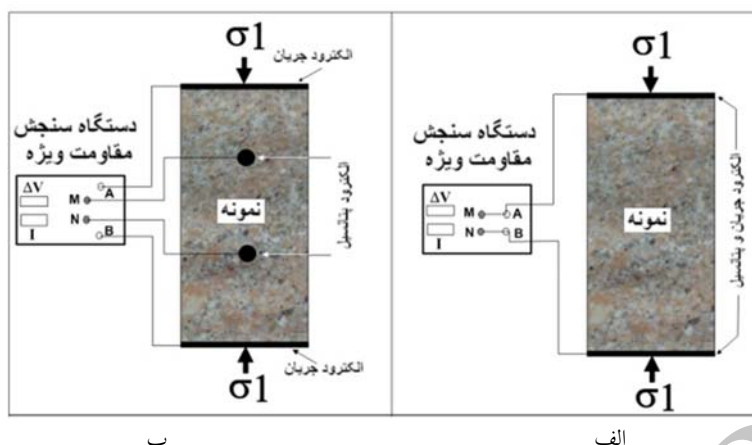 σ1
الکترود جریان
دستگاه سنجش
مقاومت ویژه
ΔV
I
A
M
N
B
نمونه
الکترود پتانسیل
الکترود جریان
σ1
ب
σ1
دستگاه سنجش
مقاومت ویژه
ΔV
I
M
A
N
B
نمونه
الکترود جریان و پتانسیل
σ1
الف